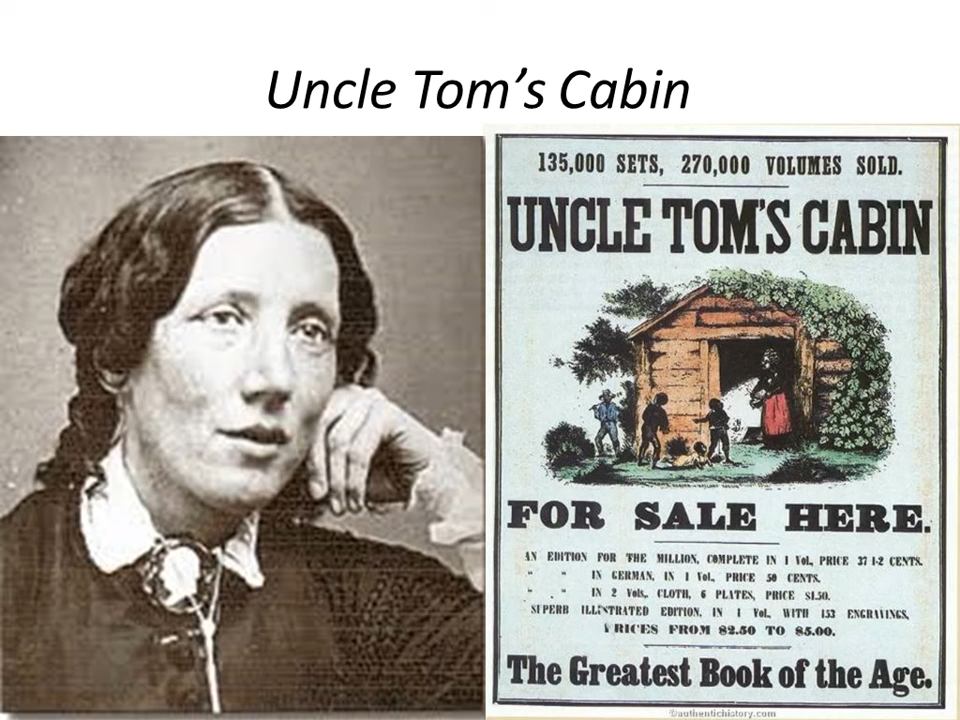 Uncle Tom’s Cabin
135,000 SETS, 270,000 VOLUMES SOLD.
UNCLE TOM'S CABIN
FOR SALE HERE.
AN EDITION FOR THE MILLION, COMPLETE IN 1 Vol., PRICE 37 1-2 CENTS.
" " IN GERMAN, IN 1 Vol., PRICE 50 CENTS.
" " IN 2 Vols., CLOTH, 6 PLATES, PRICE $1.50.
SUPERB ILLUSTRATED EDITION, IN 1 Vol., WITH 153 ENGRAVINGS,
PRICES FROM $2.50 TO $5.00.
The Greatest Book of the Age.
©authentichistory.com